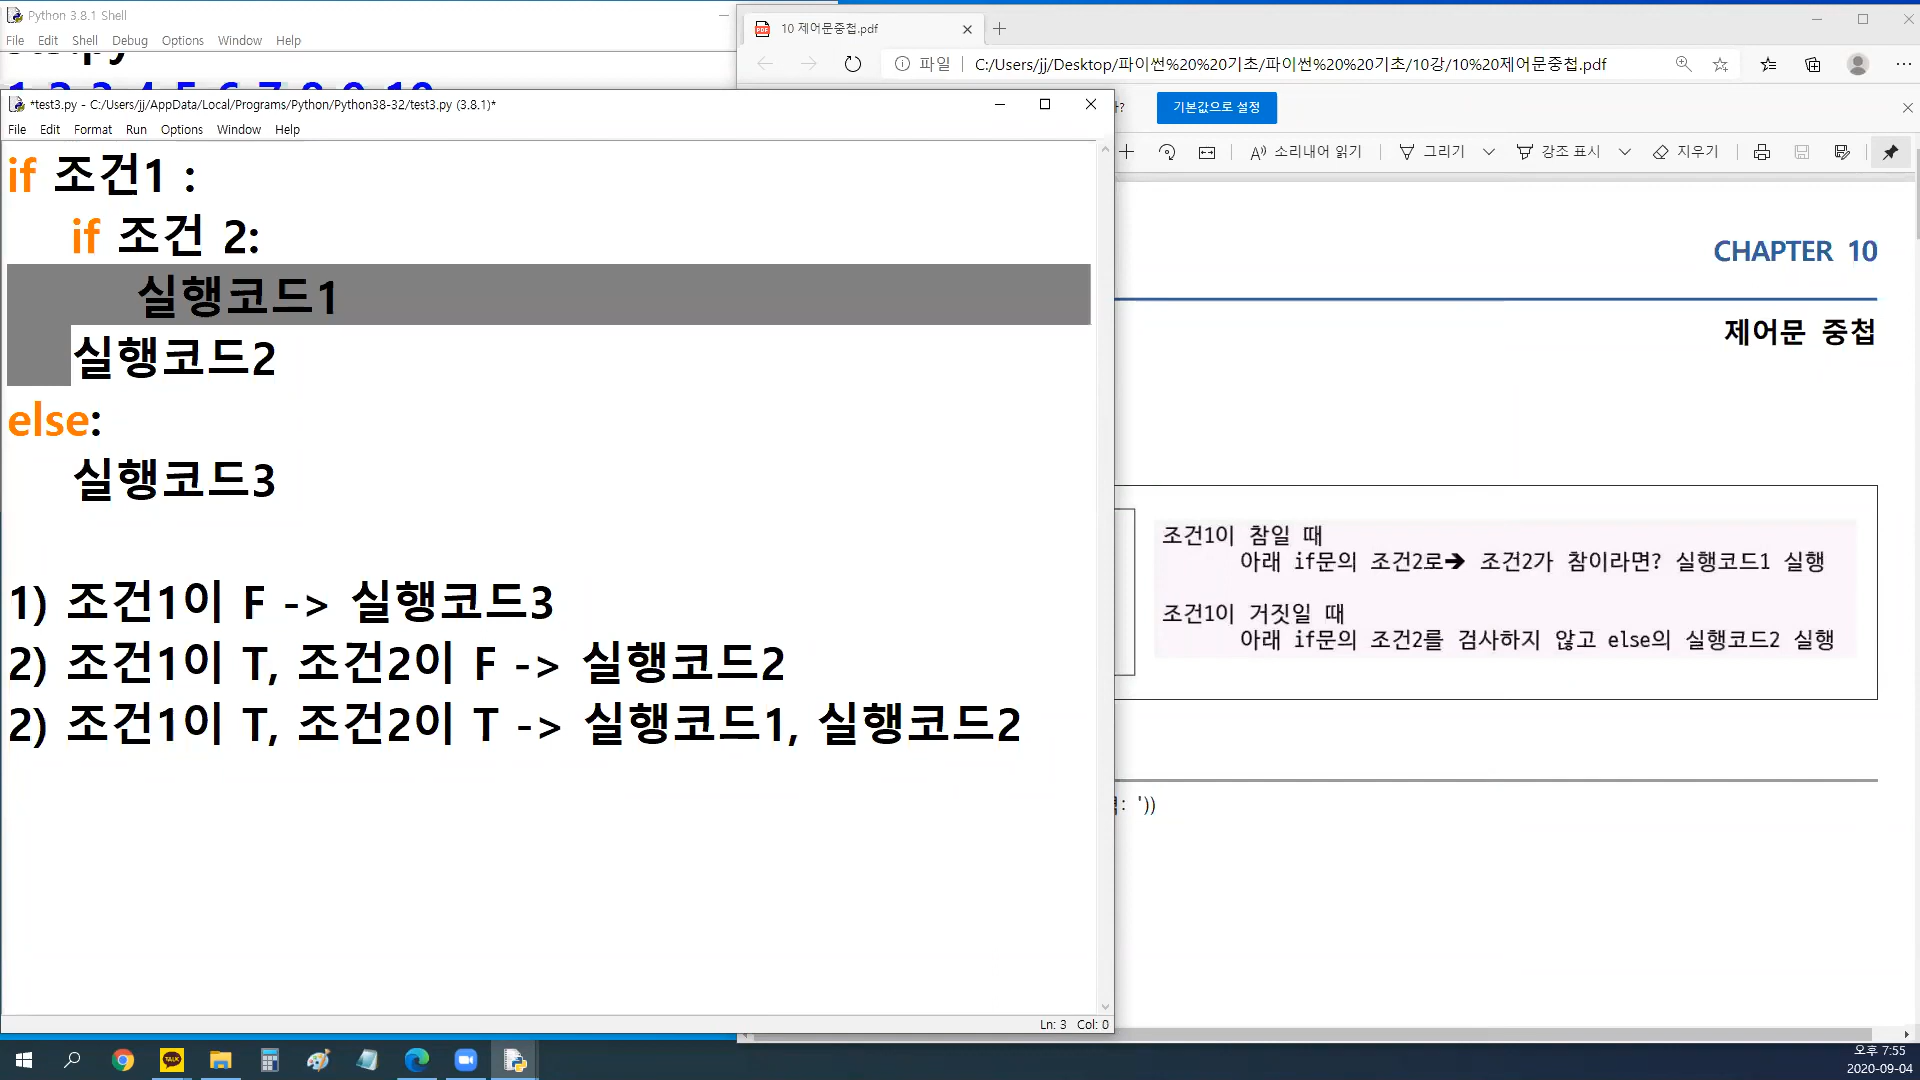 Python 3.8.1 Shell
File Edit Shell Debug Options Window Help
1 2 3 4 5 6 7 8 9 10
*test3.py - C:/Users/jj/AppData/Local/Programs/Python/Python38-32/test3.py (3.8.1)*
File Edit Format Run Options Window Help
if 조건1 :
if 조건 2:
실행코드1
실행코드2
else:
실행코드3
1) 조건1이 F -> 실행코드3
2) 조건1이 T, 조건2이 F -> 실행코드2
2) 조건1이 T, 조건2이 T -> 실행코드1, 실행코드2
Ln: 3 Col: 0
10 제어문중첩.pdf
파일 C:/Users/jj/Desktop/파이썬%20%20기초/파이썬%20%20기초/10강/10%20제어문중첩.pdf
기본값으로 설정
소리내어 읽기 그리기 강조 표시 지우기
CHAPTER 10
제어문 중첩
조건1이 참일 때
아래 if문의 조건2로➔ 조건2가 참이라면? 실행코드1 실행
조건1이 거짓일 때
아래 if문의 조건2를 검사하지 않고 else의 실행코드2 실행
: '))
TALK
오후 7:55
2020-09-04